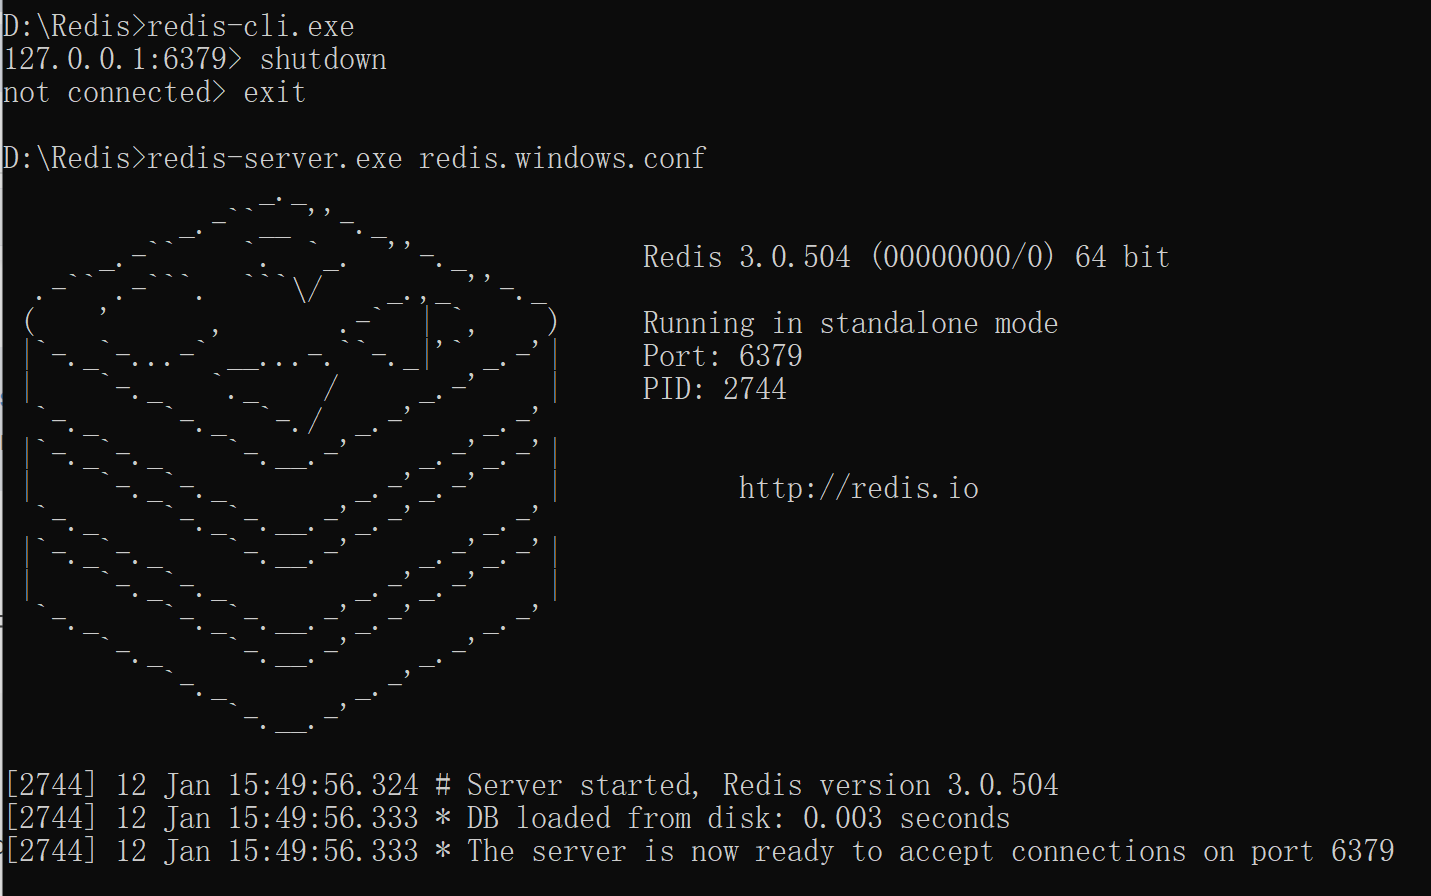 D:\Redis>redis-cli.exe
127.0.0.1:6379> shutdown
not connected> exit
D:\Redis>redis-server.exe redis.windows.conf
Redis 3.0.504 (00000000/0) 64 bit
Running in standalone mode
Port: 6379
PID: 2744
http://redis.io
[2744] 12 Jan 15:49:56.324 # Server started, Redis version 3.0.504
[2744] 12 Jan 15:49:56.333 * DB loaded from disk: 0.003 seconds
[2744] 12 Jan 15:49:56.333 * The server is now ready to accept connections on port 6379